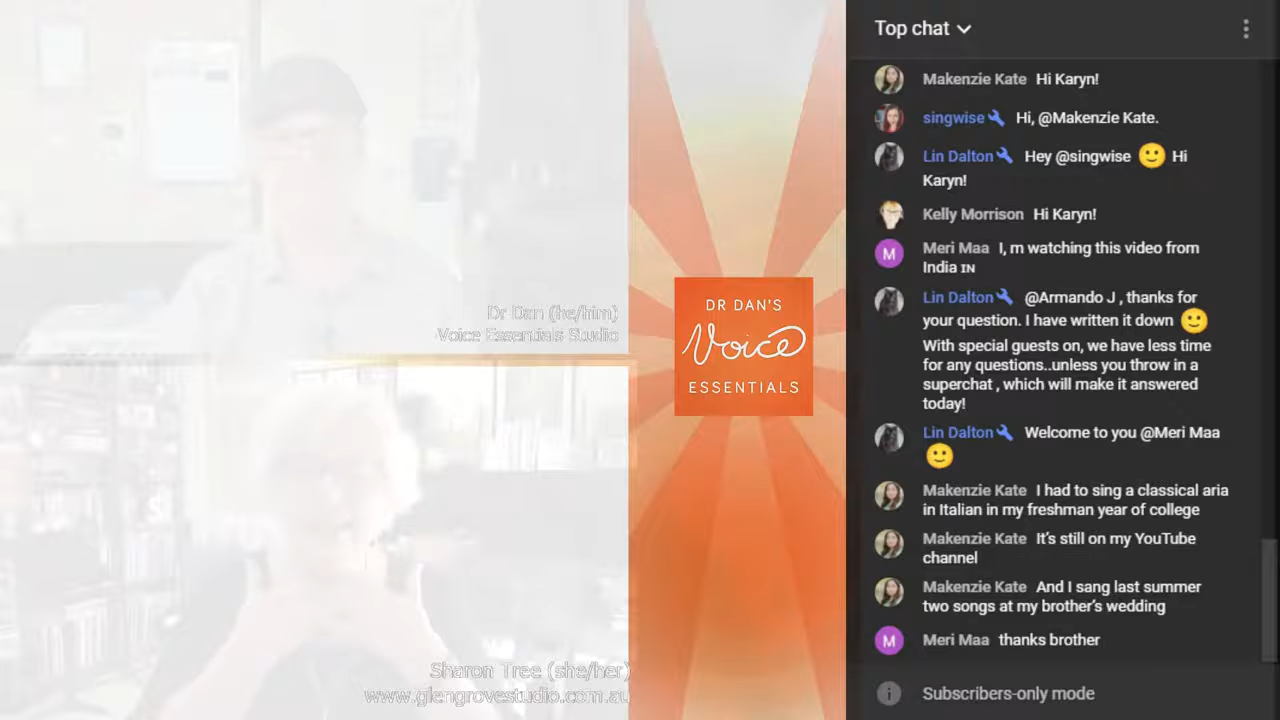 Dr Dan (he/him)
Voice Essentials Studio
Sharon Tree (she/her)
www.glengrovestudio.com.au
DR DAN'S
Voice
ESSENTIALS
Top chat
Makenzie Kate Hi Karyn!
singwise Hi, @Makenzie Kate.
Lin Dalton Hey @singwise 🙂 Hi
Karyn!
Kelly Morrison Hi Karyn!
M
Meri Maa I, m watching this video from
India IN
Lin Dalton @Armando J , thanks for
your question. I have written it down 🙂
With special guests on, we have less time
for any questions..unless you throw in a
superchat , which will make it answered
today!
Lin Dalton Welcome to you @Meri Maa
🙂
Makenzie Kate I had to sing a classical aria
in Italian in my freshman year of college
Makenzie Kate It’s still on my YouTube
channel
Makenzie Kate And I sang last summer
two songs at my brother’s wedding
M
Meri Maa thanks brother
Subscribers-only mode